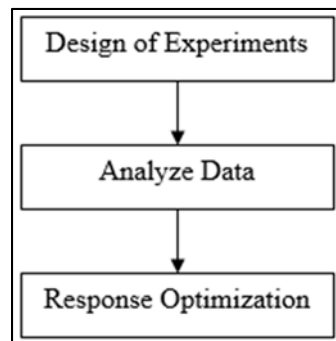 Design of Experiments
Analyze Data
Response Optimization